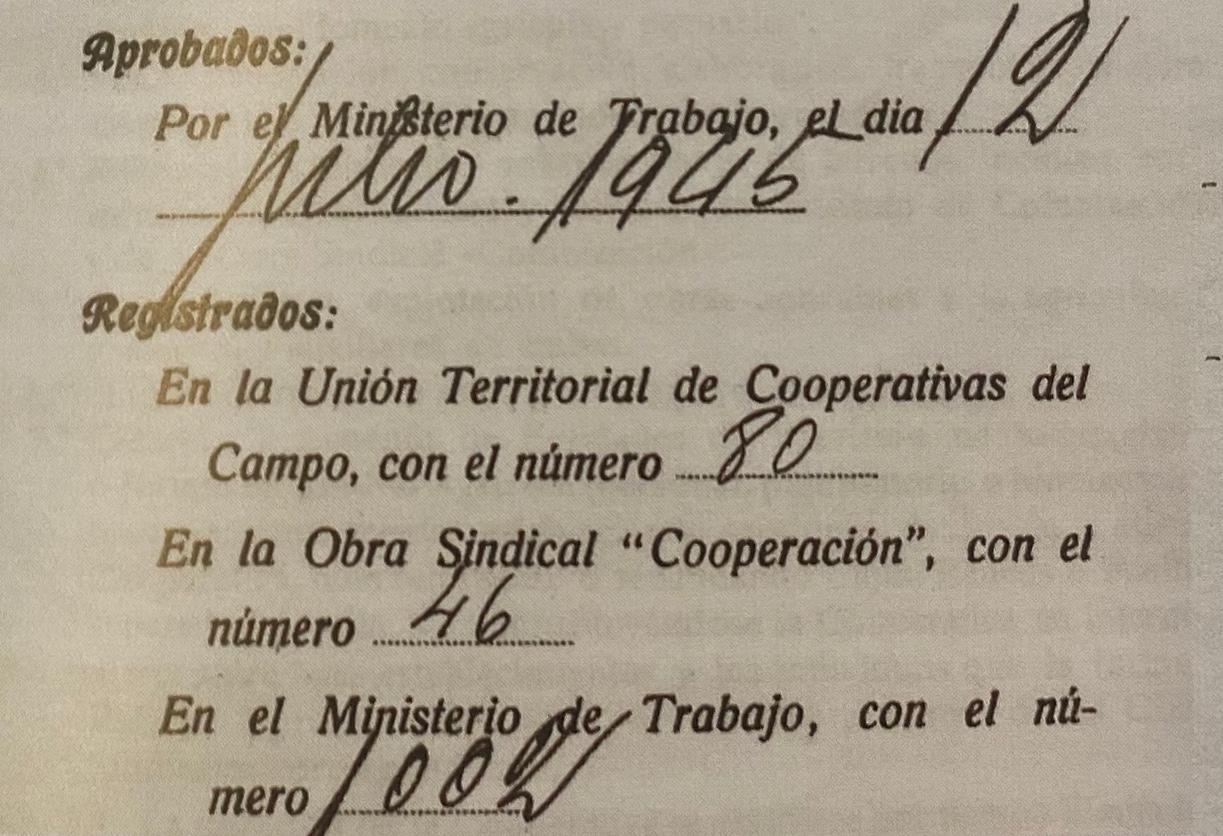 Aprobados:
Por el Ministerio de Trabajo, el dia 12
Julio. 1945
Registrados:
En la Unión Territorial de Cooperativas del
Campo, con el número 80
En la Obra Sindical “Cooperación”, con el
número 46
En el Ministerio de Trabajo, con el nú-
mero 1002